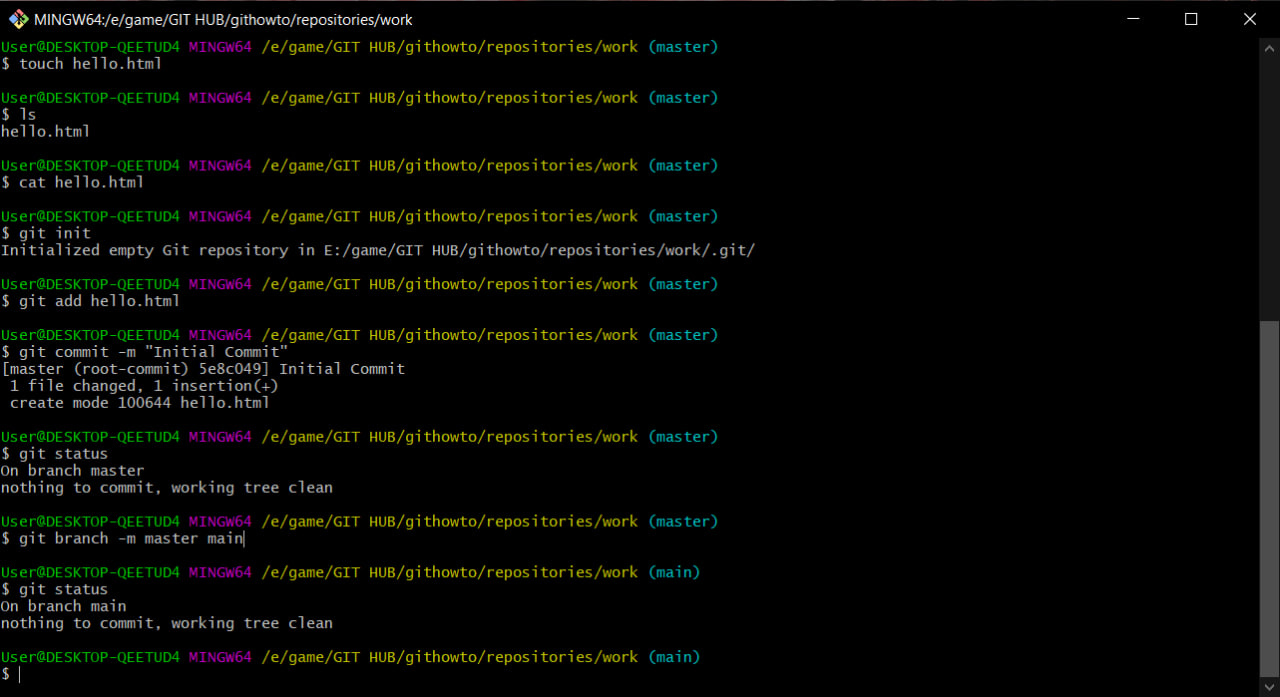 MINGW64:/e/game/GIT HUB/githowto/repositories/work
User@DESKTOP-QEETUD4 MINGW64 /e/game/GIT HUB/githowto/repositories/work (master)
$ touch hello.html
User@DESKTOP-QEETUD4 MINGW64 /e/game/GIT HUB/githowto/repositories/work (master)
$ ls
hello.html
User@DESKTOP-QEETUD4 MINGW64 /e/game/GIT HUB/githowto/repositories/work (master)
$ cat hello.html
User@DESKTOP-QEETUD4 MINGW64 /e/game/GIT HUB/githowto/repositories/work (master)
$ git init
Initialized empty Git repository in E:/game/GIT HUB/githowto/repositories/work/.git/
User@DESKTOP-QEETUD4 MINGW64 /e/game/GIT HUB/githowto/repositories/work (master)
$ git add hello.html
User@DESKTOP-QEETUD4 MINGW64 /e/game/GIT HUB/githowto/repositories/work (master)
$ git commit -m "Initial Commit"
[master (root-commit) 5e8c049] Initial Commit
1 file changed, 1 insertion(+)
create mode 100644 hello.html
User@DESKTOP-QEETUD4 MINGW64 /e/game/GIT HUB/githowto/repositories/work (master)
$ git status
On branch master
nothing to commit, working tree clean
User@DESKTOP-QEETUD4 MINGW64 /e/game/GIT HUB/githowto/repositories/work (master)
$ git branch -m master main
User@DESKTOP-QEETUD4 MINGW64 /e/game/GIT HUB/githowto/repositories/work (main)
$ git status
On branch main
nothing to commit, working tree clean
User@DESKTOP-QEETUD4 MINGW64 /e/game/GIT HUB/githowto/repositories/work (main)
$